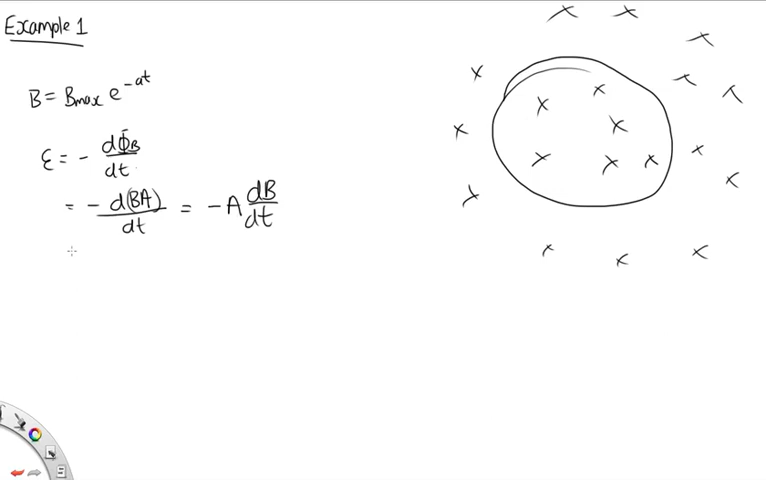 Example 1
B = Bmax e^-at
ε = - dΦB/dt
= - d(BA)/dt = -A dB/dt